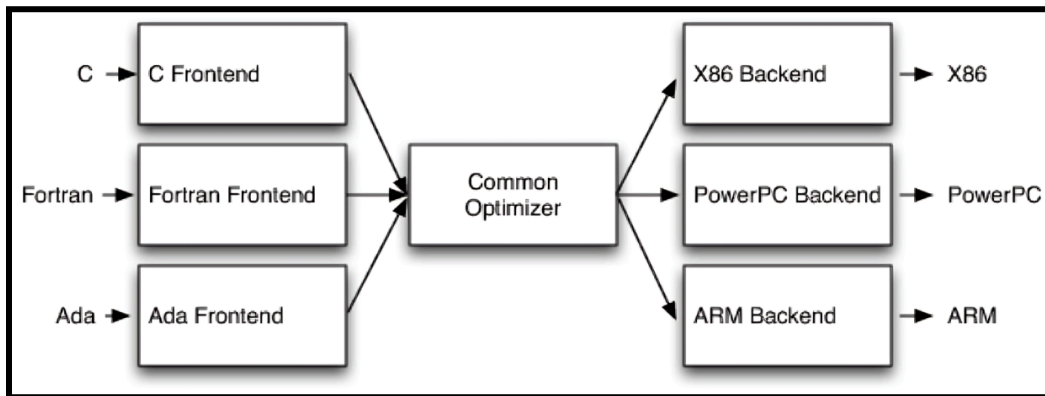 C
C Frontend
X86 Backend
X86
Fortran
Fortran Frontend
Common
Optimizer
PowerPC Backend
PowerPC
Ada
Ada Frontend
ARM Backend
ARM